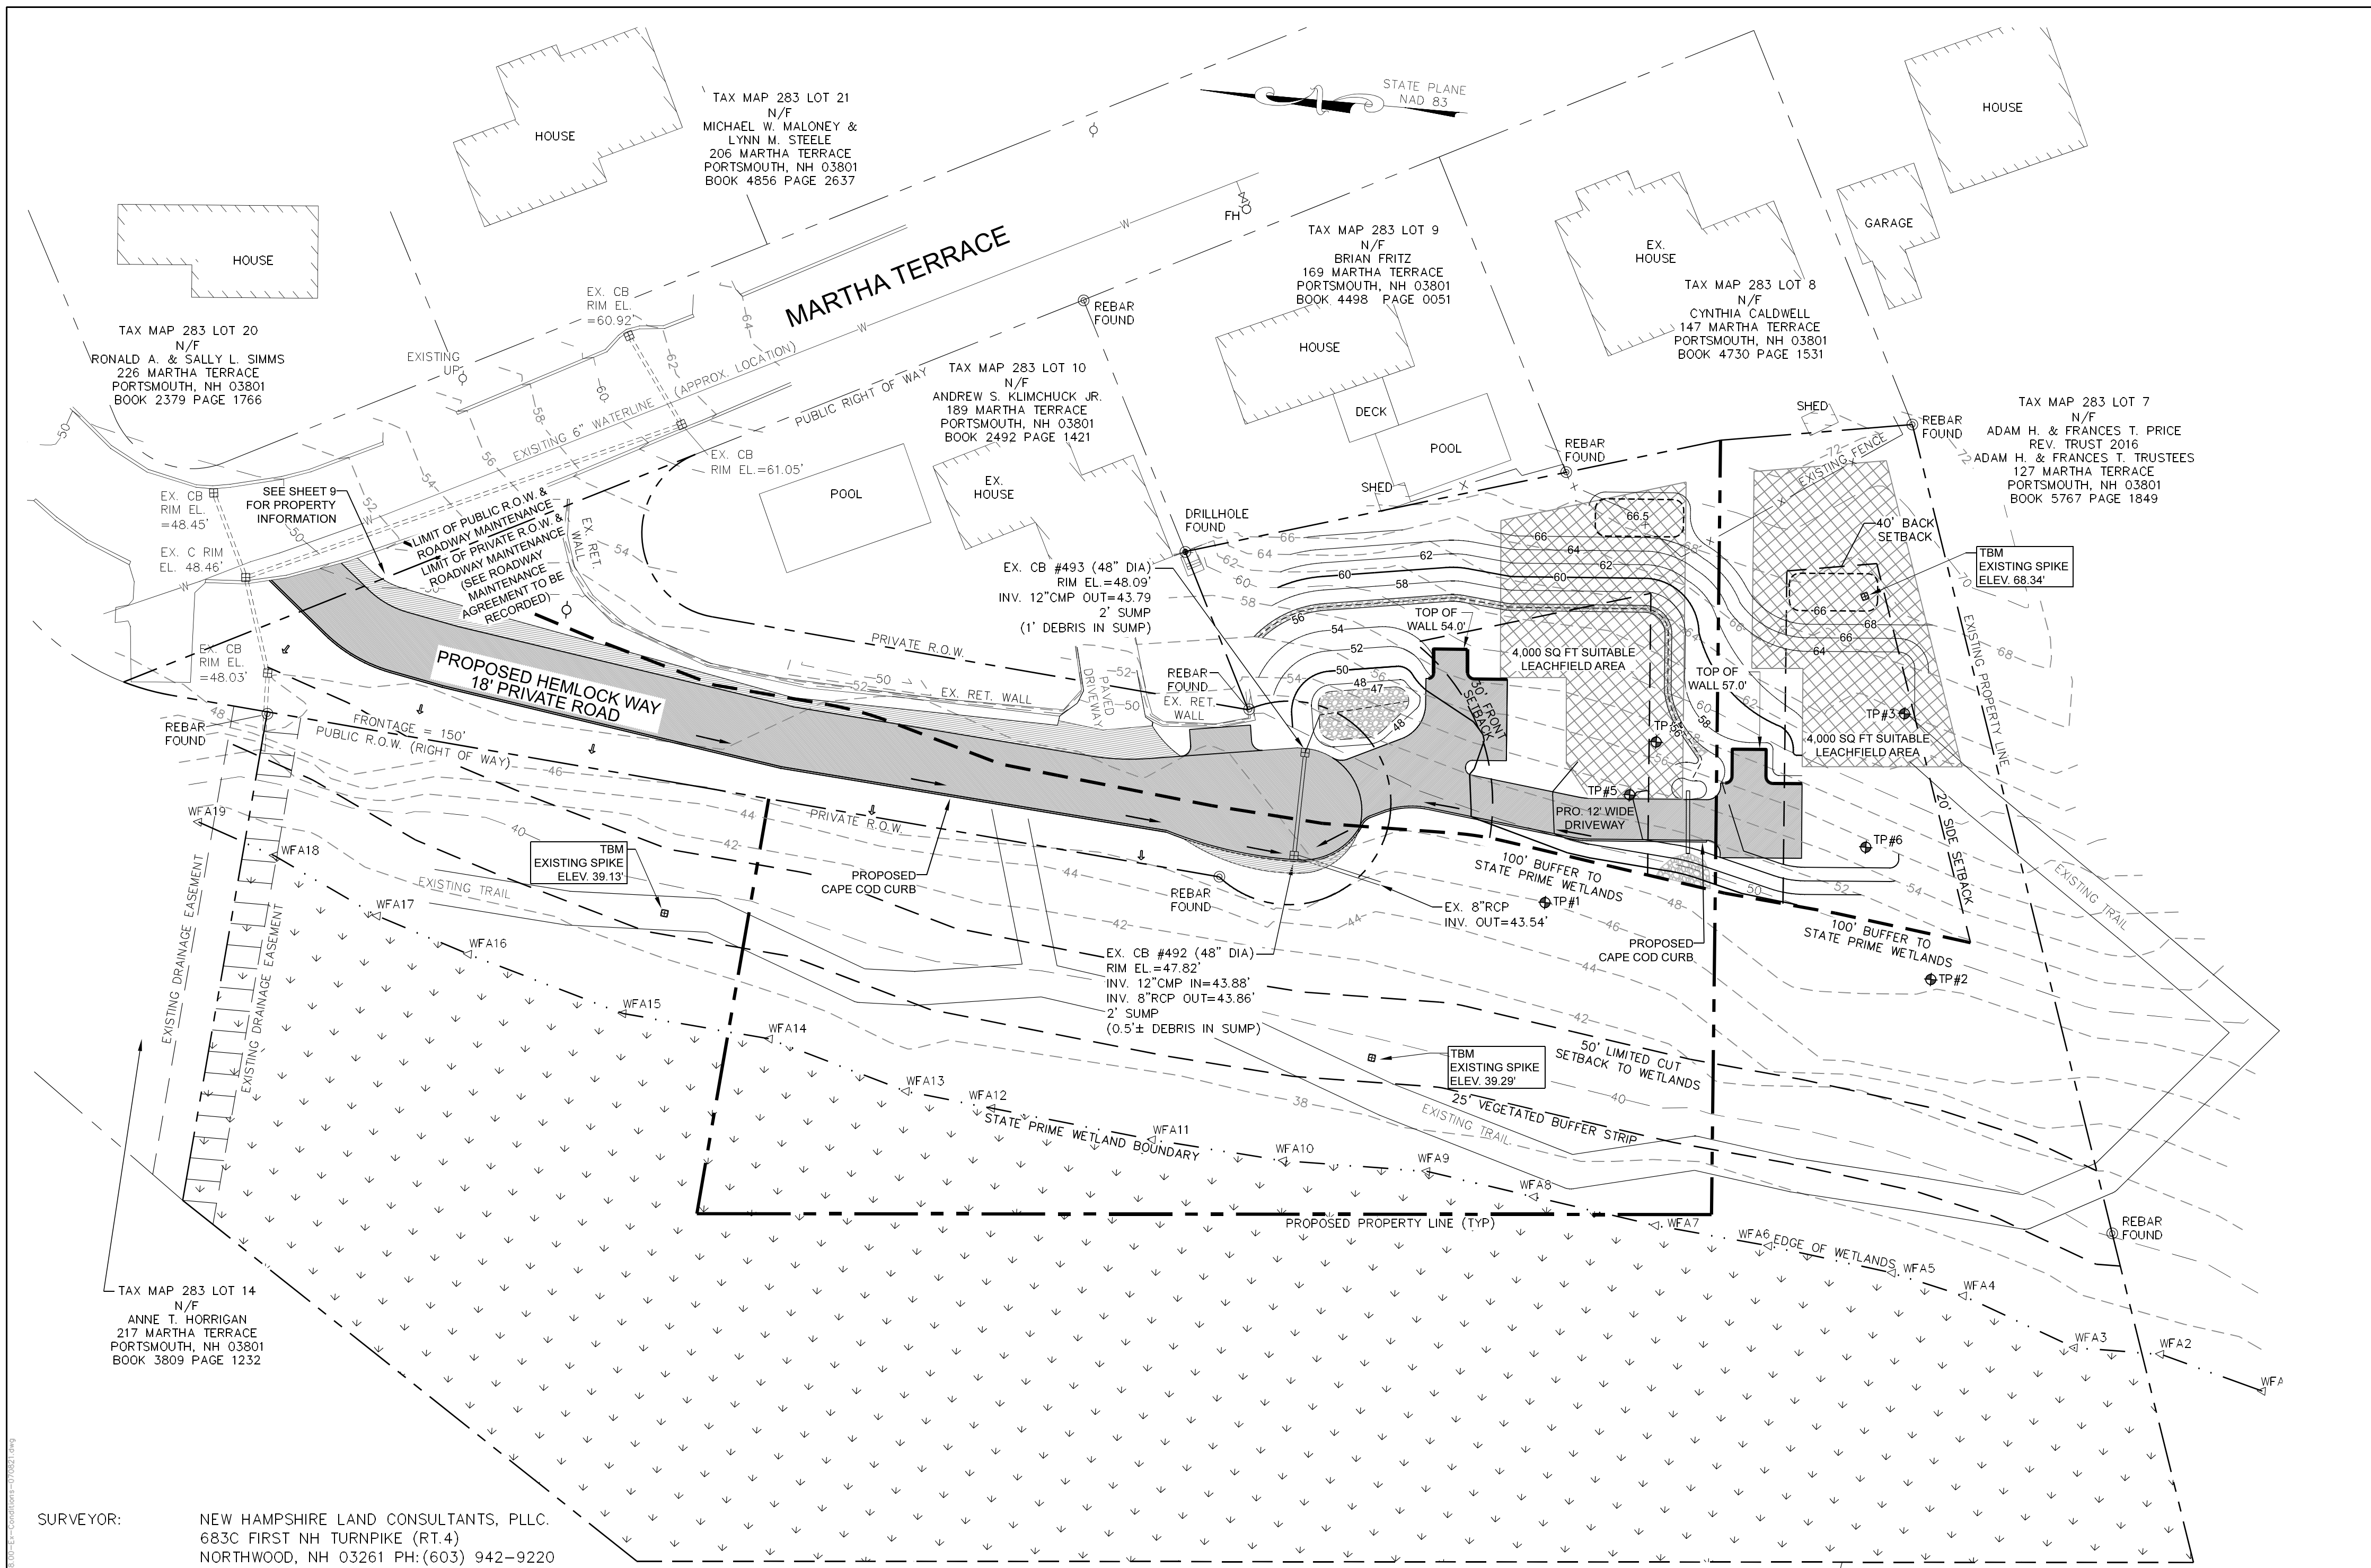 STATE PLANE
NAD 83
TAX MAP 283 LOT 21
N/F
MICHAEL W. MALONEY &
LYNN M. STEELE
206 MARTHA TERRACE
PORTSMOUTH, NH 03801
BOOK 4856 PAGE 2637
HOUSE
HOUSE
HOUSE
GARAGE
FH
MARTHA TERRACE
TAX MAP 283 LOT 9
N/F
BRIAN FRITZ
169 MARTHA TERRACE
PORTSMOUTH, NH 03801
BOOK 4498 PAGE 0051
EX.
HOUSE
TAX MAP 283 LOT 8
N/F
CYNTHIA CALDWELL
147 MARTHA TERRACE
PORTSMOUTH, NH 03801
BOOK 4730 PAGE 1531
TAX MAP 283 LOT 20
N/F
RONALD A. & SALLY L. SIMMS
226 MARTHA TERRACE
PORTSMOUTH, NH 03801
BOOK 2379 PAGE 1766
EX. CB
RIM EL.
=60.92'
EXISTING
UP
REBAR
FOUND
HOUSE
DECK
POOL
SHED
TAX MAP 283 LOT 10
N/F
ANDREW S. KLIMCHUCK JR.
189 MARTHA TERRACE
PORTSMOUTH, NH 03801
BOOK 2492 PAGE 1421
EXISTING 6" WATERLINE (APPROX. LOCATION)
PUBLIC RIGHT OF WAY
TAX MAP 283 LOT 7
N/F
ADAM H. & FRANCES T. PRICE
REV. TRUST 2016
ADAM H. & FRANCES T. TRUSTEES
127 MARTHA TERRACE
PORTSMOUTH, NH 03801
BOOK 5767 PAGE 1849
SHED
REBAR
FOUND
REBAR
FOUND
EXISTING FENCE
EX. CB
RIM EL.=61.05'
POOL
EX.
HOUSE
EX. CB
RIM EL.
=48.45'
EX. C RIM
EL. 48.46'
SEE SHEET 9
FOR PROPERTY
INFORMATION
LIMIT OF PUBLIC R.O.W. &
ROADWAY MAINTENANCE
LIMIT OF PRIVATE R.O.W. &
ROADWAY MAINTENANCE
(SEE ROADWAY
MAINTENANCE
AGREEMENT TO BE
RECORDED)
EX. RET.
WALL
DRILLHOLE
FOUND
EX. CB #493 (48" DIA)
RIM EL.=48.09'
INV. 12"CMP OUT=43.79
2' SUMP
(1' DEBRIS IN SUMP)
40' BACK
SETBACK
TBM
EXISTING SPIKE
ELEV. 68.34'
66.5
TOP OF
WALL 54.0'
4,000 SQ FT SUITABLE
LEACHFIELD AREA
TOP OF
WALL 57.0'
4,000 SQ FT SUITABLE
LEACHFIELD AREA
EXISTING PROPERTY LINE
EX. CB
RIM EL.
=48.03'
PROPOSED HEMLOCK WAY
18' PRIVATE ROAD
PRIVATE R.O.W.
EX. RET. WALL
PAVED
DRIVEWAY
REBAR
FOUND
EX. RET.
WALL
30' FRONT
SETBACK
TP#3
TP#5
PRO. 12' WIDE
DRIVEWAY
TP#6
20' SIDE SETBACK
EXISTING TRAIL
REBAR
FOUND
FRONTAGE = 150'
PUBLIC R.O.W. (RIGHT OF WAY)
PRIVATE R.O.W.
WFA19
WFA18
TBM
EXISTING SPIKE
ELEV. 39.13'
PROPOSED
CAPE COD CURB
REBAR
FOUND
100' BUFFER TO
STATE PRIME WETLANDS
TP#1
EX. 8"RCP
INV. OUT=43.54'
PROPOSED
CAPE COD CURB
100' BUFFER TO
STATE PRIME WETLANDS
TP#2
EXISTING TRAIL
WFA17
WFA16
WFA15
WFA14
EX. CB #492 (48" DIA)
RIM EL.=47.82'
INV. 12"CMP IN=43.88'
INV. 8"RCP OUT=43.86'
2' SUMP
(0.5'± DEBRIS IN SUMP)
EXISTING DRAINAGE EASEMENT
EXISTING DRAINAGE EASEMENT
TBM
EXISTING SPIKE
ELEV. 39.29'
50' LIMITED CUT
SETBACK TO WETLANDS
25' VEGETATED BUFFER STRIP
EXISTING TRAIL
WFA13
WFA12
STATE PRIME WETLAND BOUNDARY
WFA11
WFA10
WFA9
WFA8
PROPOSED PROPERTY LINE (TYP)
WFA7
WFA6
EDGE OF WETLANDS
WFA5
WFA4
WFA3
WFA2
REBAR
FOUND
TAX MAP 283 LOT 14
N/F
ANNE T. HORRIGAN
217 MARTHA TERRACE
PORTSMOUTH, NH 03801
BOOK 3809 PAGE 1232
SURVEYOR:
NEW HAMPSHIRE LAND CONSULTANTS, PLLC.
683C FIRST NH TURNPIKE (RT.4)
NORTHWOOD, NH 03261 PH:(603) 942-9220